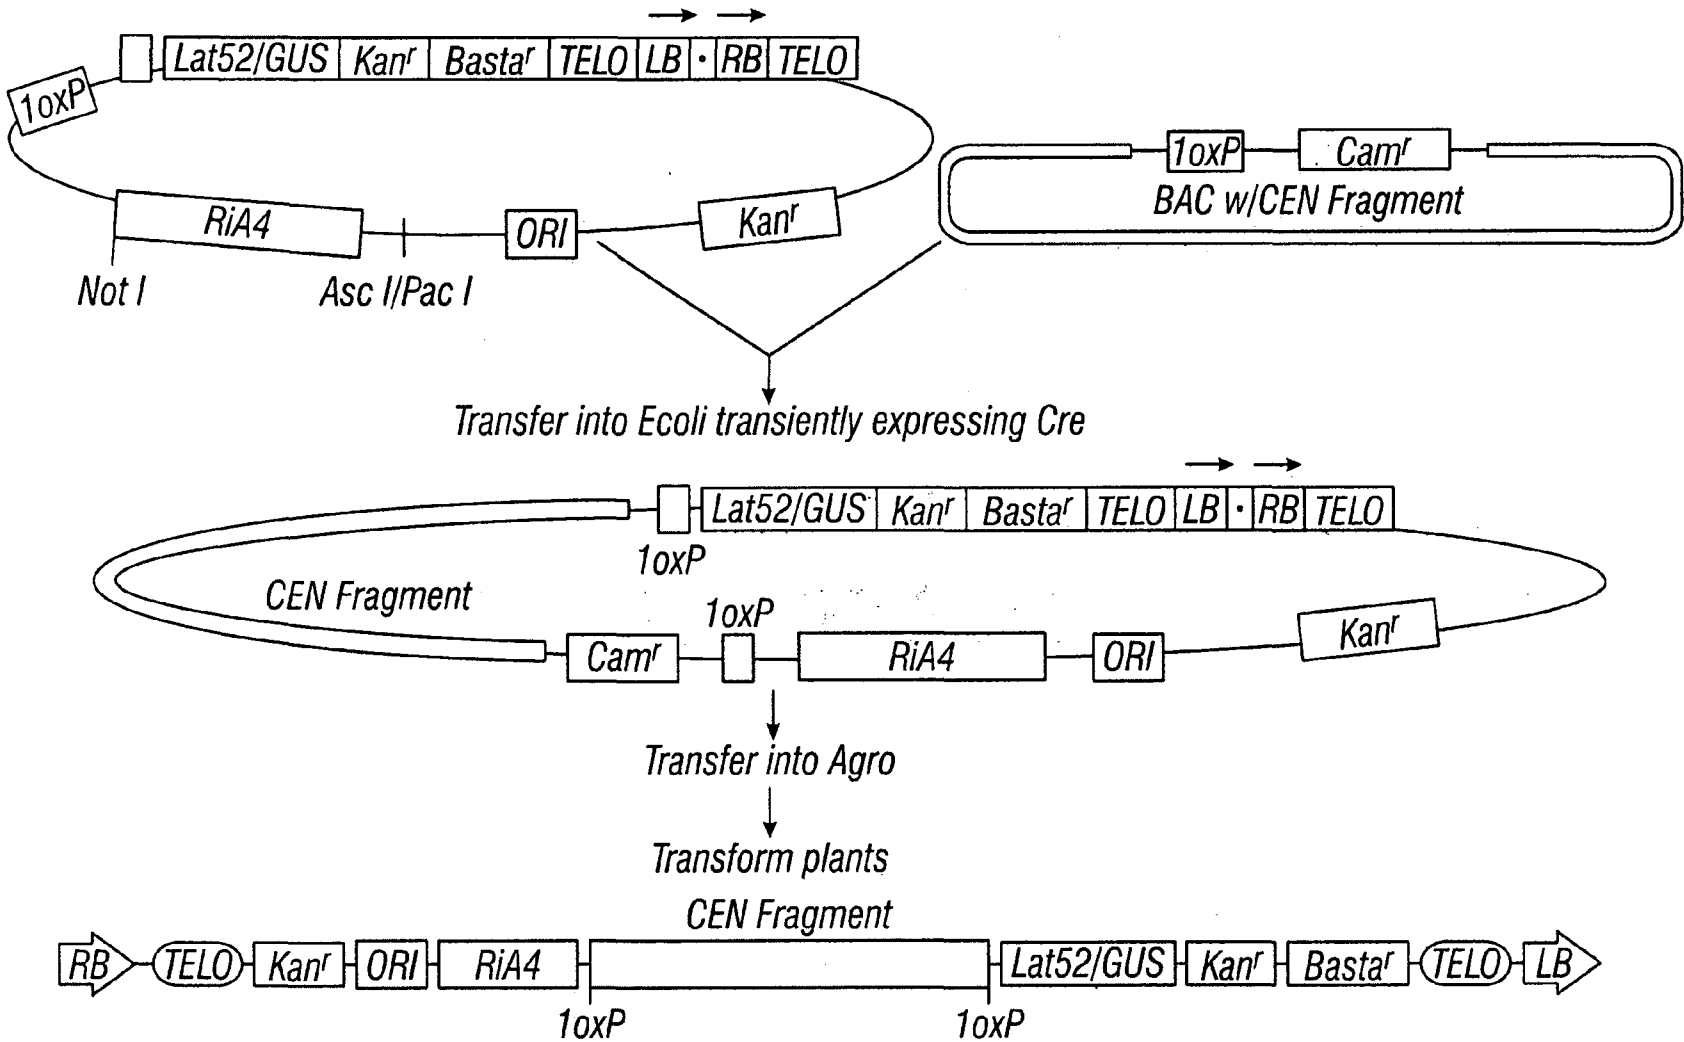 Lat52/GUS Kanʳ Bastaʳ TELO LB · RB TELO
1oxP
1oxP Camʳ
BAC w/CEN Fragment
RiA4 ORI Kanʳ
Not I Asc I/Pac I
Transfer into Ecoli transiently expressing Cre
Lat52/GUS Kanʳ Bastaʳ TELO LB · RB TELO
1oxP
CEN Fragment
1oxP
Camʳ RiA4 ORI Kanʳ
Transfer into Agro
Transform plants
CEN Fragment
RB TELO Kanʳ ORI RiA4 Lat52/GUS Kanʳ Bastaʳ TELO LB
1oxP 1oxP